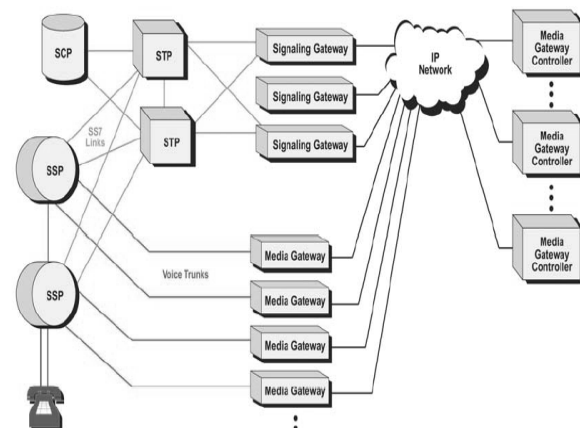 SCP
STP
Signaling Gateway
IP
Network
Media
Gateway
Controller
Signaling Gateway
SS7
Links
STP
Signaling Gateway
Media
Gateway
Controller
SSP
Media Gateway
Media
Gateway
Controller
Voice Trunks
SSP
Media Gateway
Media Gateway
Media Gateway